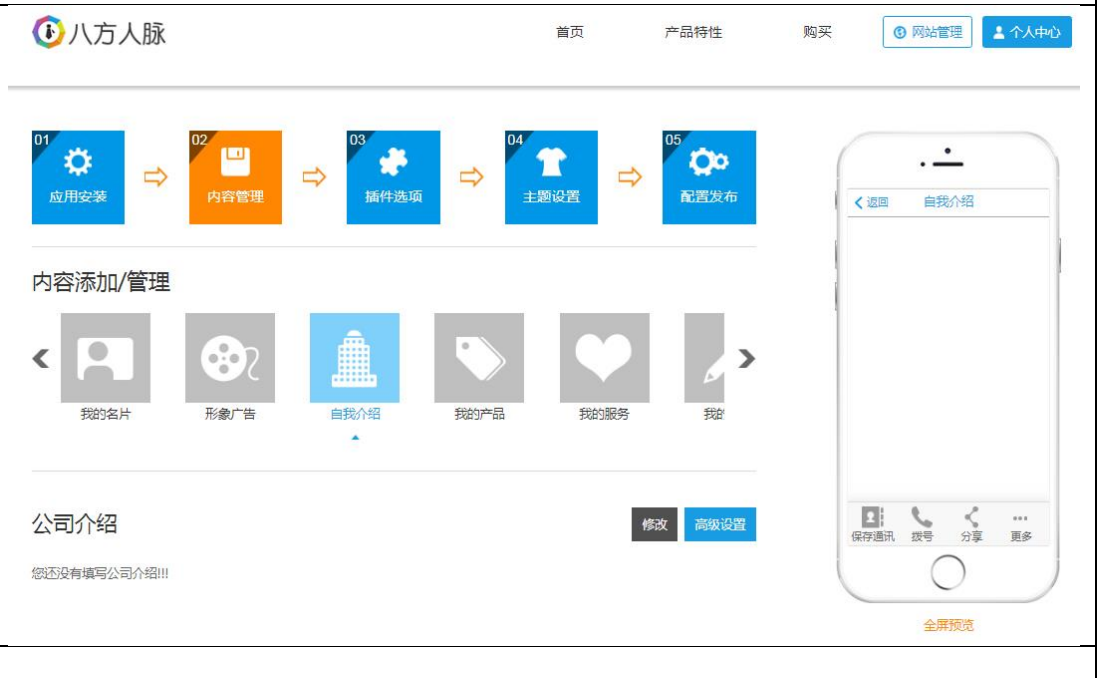 八方人脉
首页 产品特性 购买 网站管理 个人中心
01 02 03 04 05
应用安装 内容管理 插件选项 主题设置 配置发布
返回 自我介绍
内容添加/管理
我的名片 形象广告 自我介绍 我的产品 我的服务 我的
公司介绍
修改 高级设置
您还没有填写公司介绍!!!
保存通讯 拨号 分享 更多
全屏预览